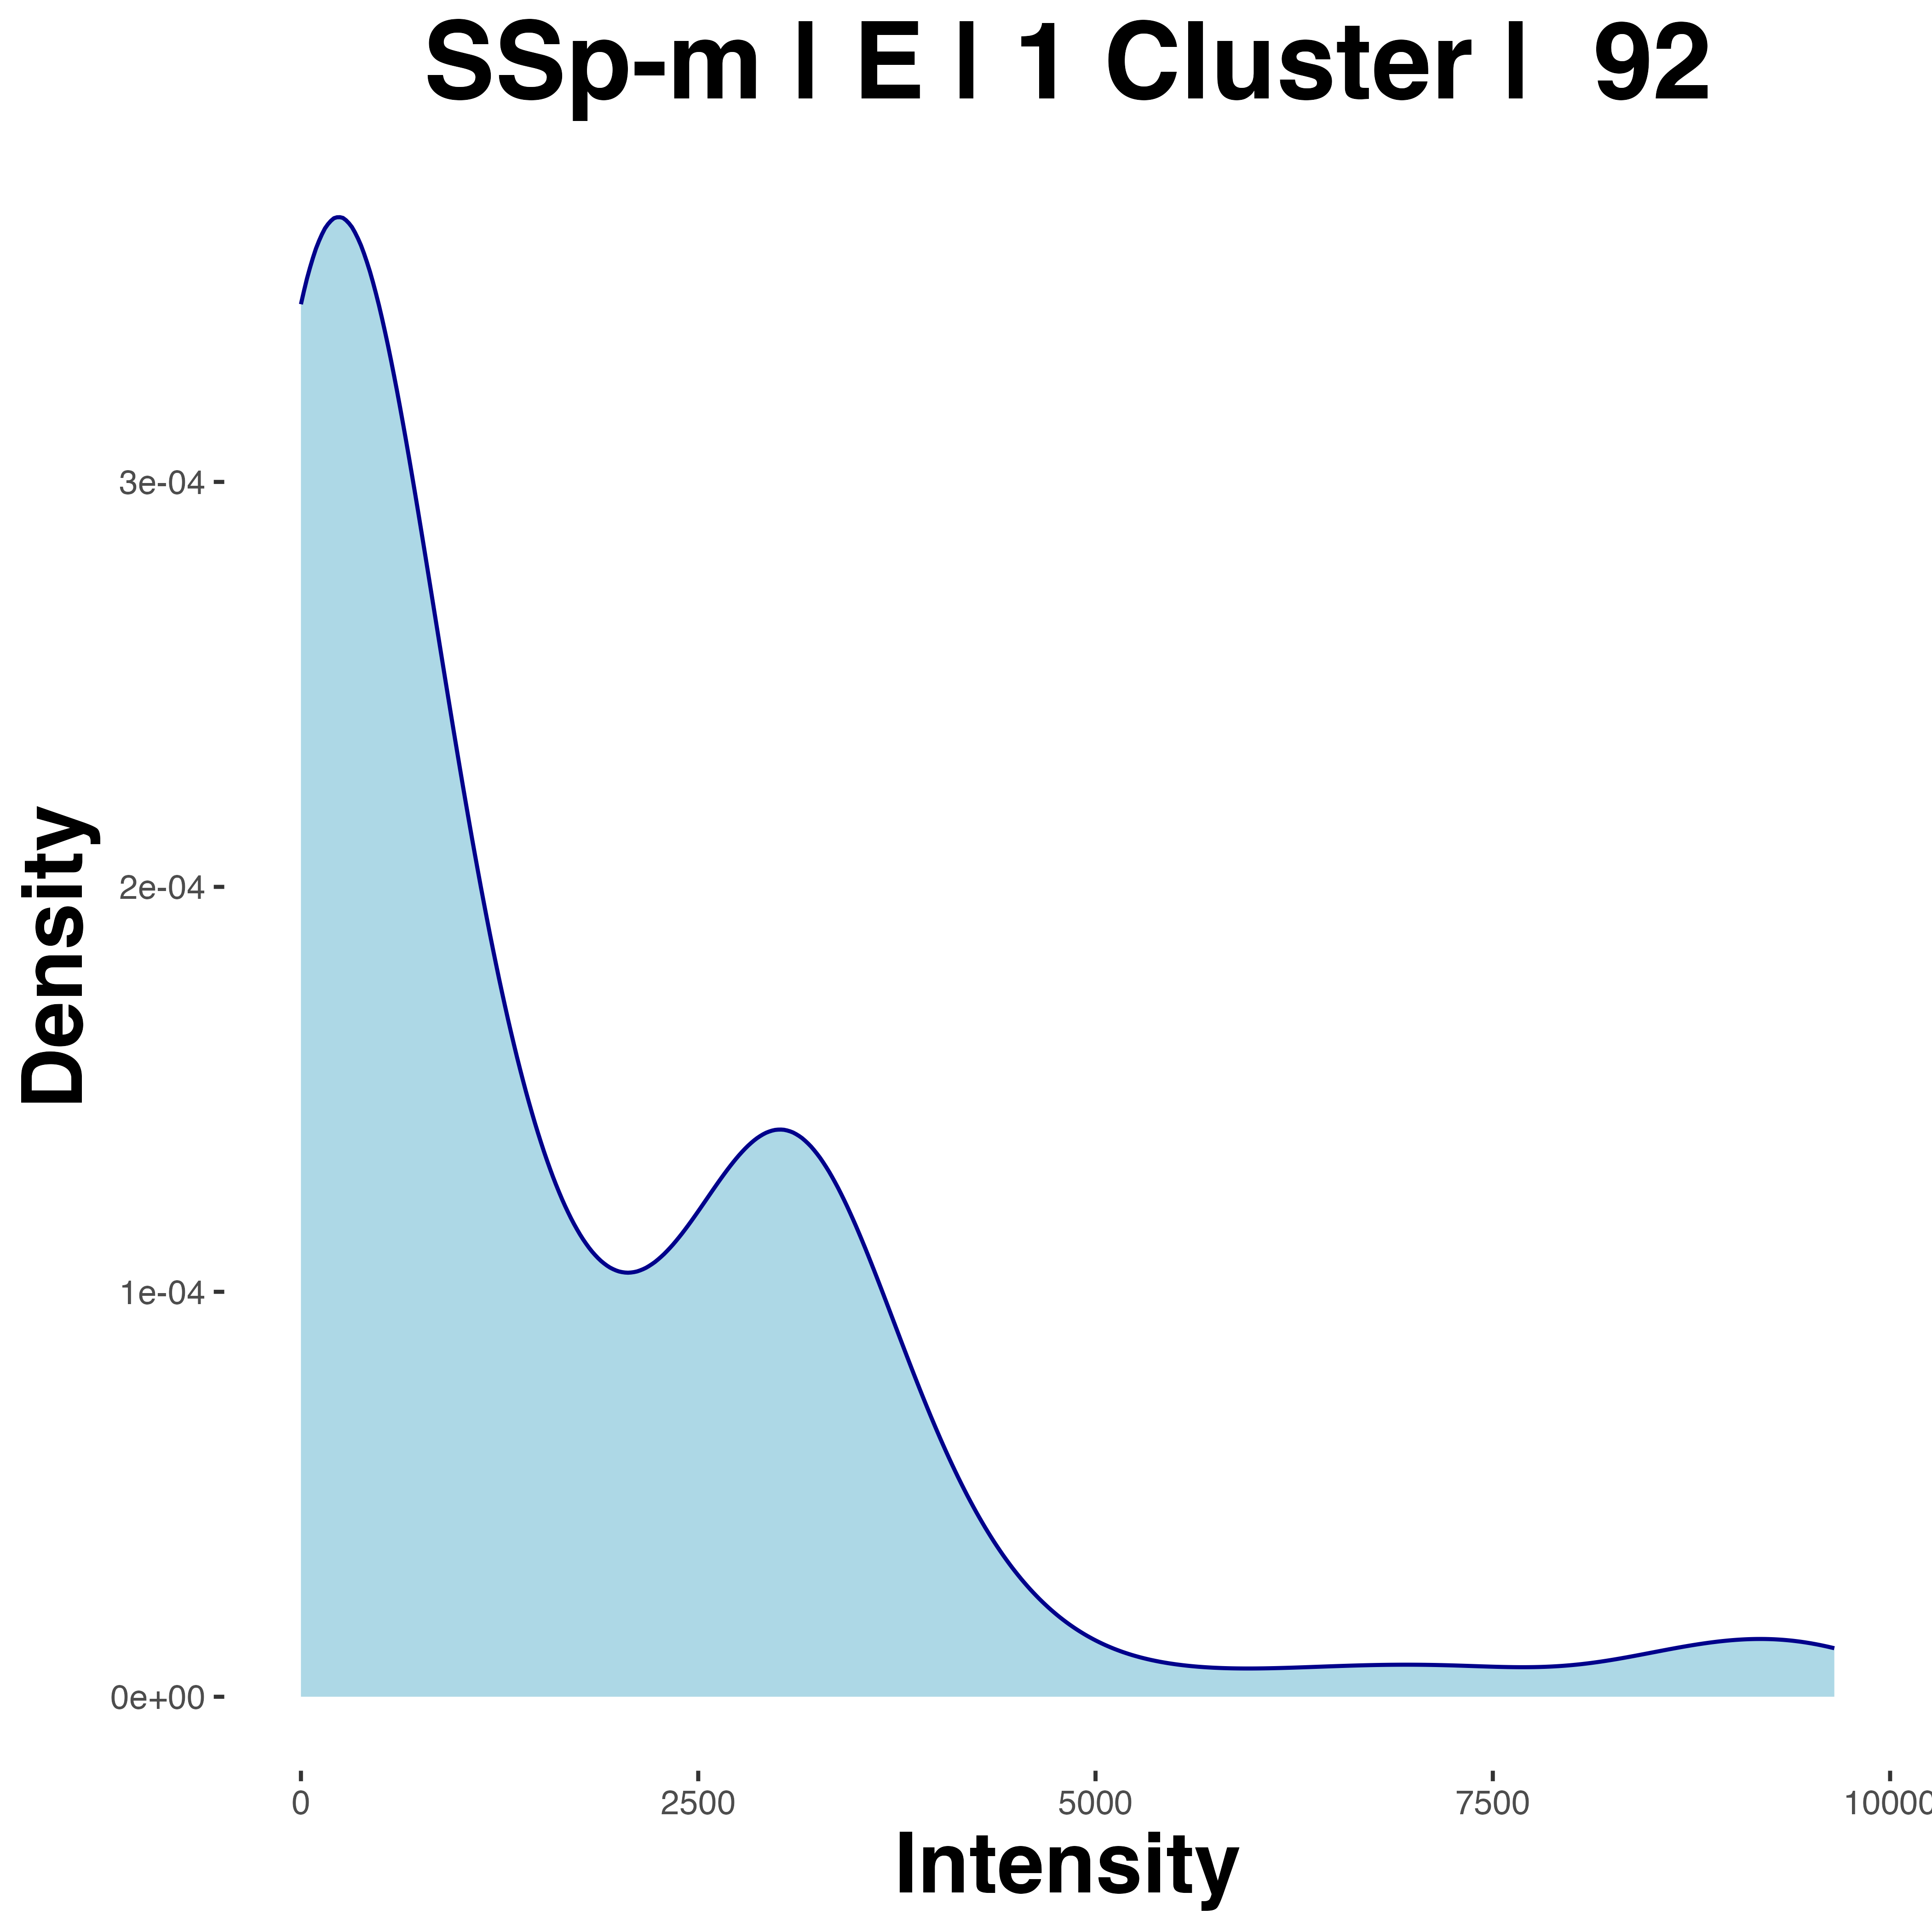 SSp-m | E | 1 Cluster |  92
Density
3e-04
2e-04
1e-04
0e+00
0
2500
5000
7500
10000
Intensity